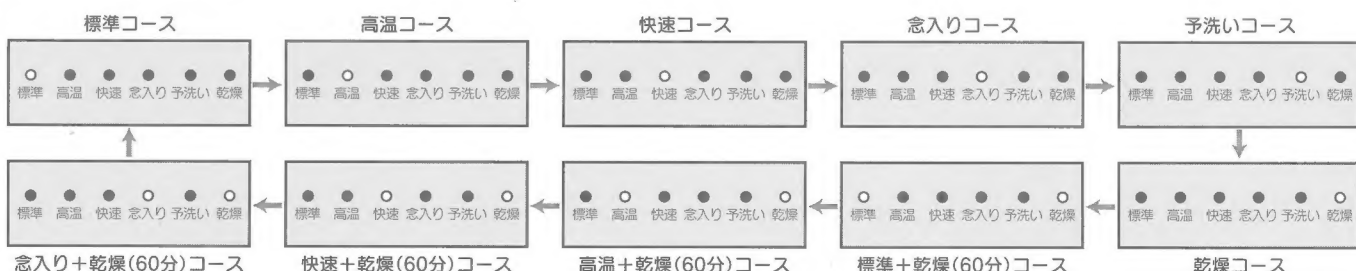 標準コース 高温コース 快速コース 念入りコース 予洗いコース
標準 高温 快速 念入り 予洗い 乾燥 標準 高温 快速 念入り 予洗い 乾燥 標準 高温 快速 念入り 予洗い 乾燥 標準 高温 快速 念入り 予洗い 乾燥 標準 高温 快速 念入り 予洗い 乾燥
標準 高温 快速 念入り 予洗い 乾燥 標準 高温 快速 念入り 予洗い 乾燥 標準 高温 快速 念入り 予洗い 乾燥 標準 高温 快速 念入り 予洗い 乾燥 標準 高温 快速 念入り 予洗い 乾燥
念入り+乾燥(60分)コース 快速+乾燥(60分)コース 高温+乾燥(60分)コース 標準+乾燥(60分)コース 乾燥コース